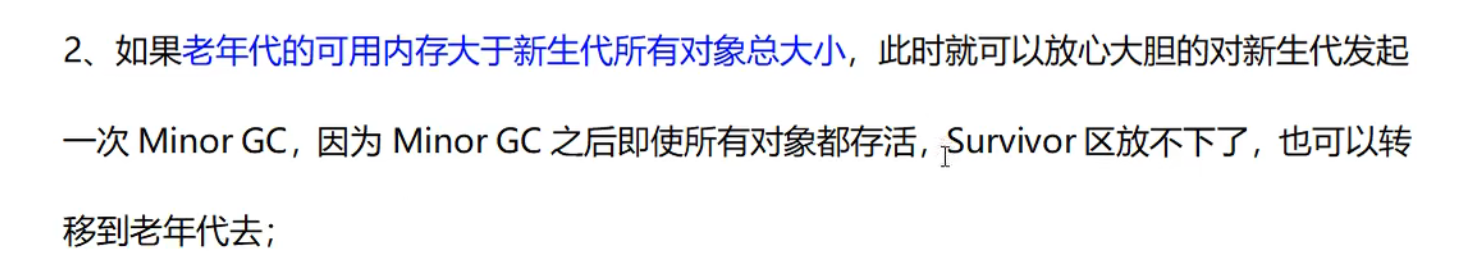 2、如果老年代的可用内存大于新生代所有对象总大小，此时就可以放心大胆的对新生代发起
一次 Minor GC，因为 Minor GC 之后即使所有对象都存活，Survivor 区放不下了，也可以转
移到老年代去；